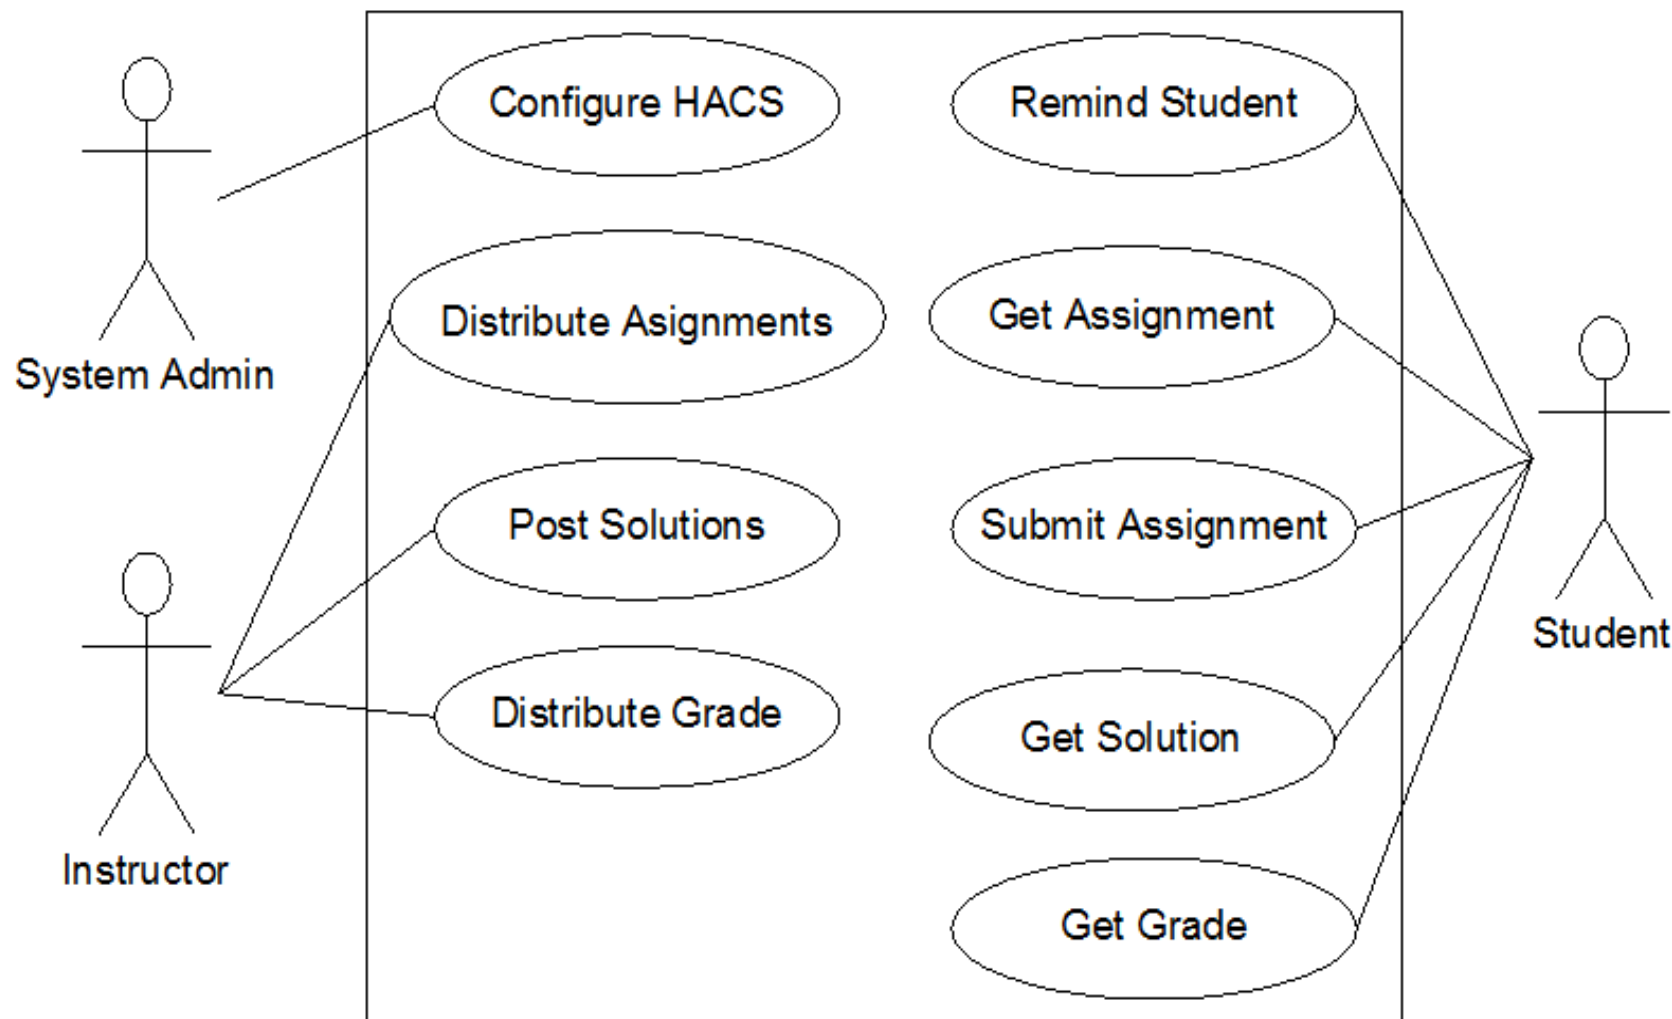 Configure HACS
Remind Student
System Admin
Distribute Asignments
Get Assignment
Post Solutions
Submit Assignment
Student
Instructor
Distribute Grade
Get Solution
Get Grade